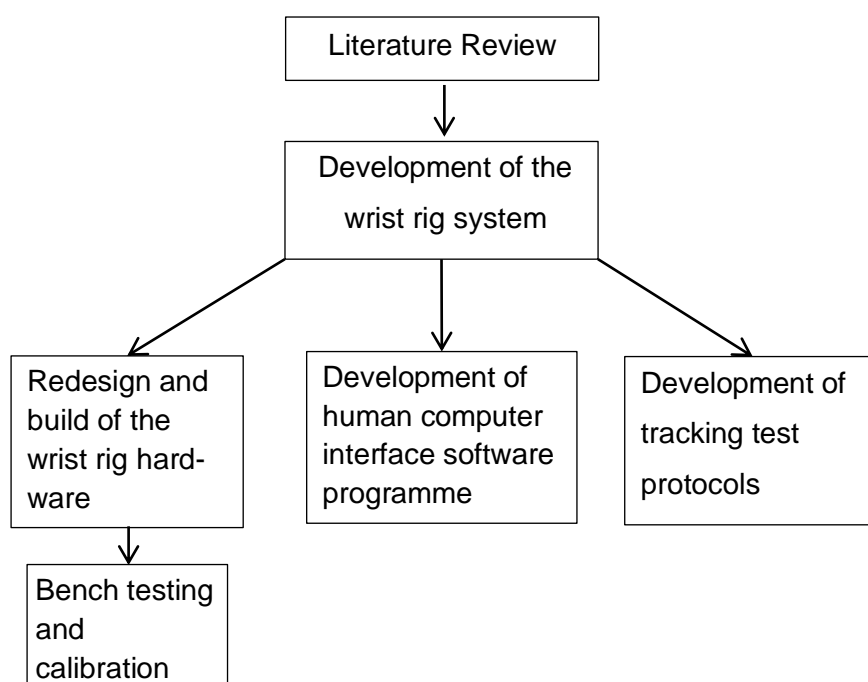 Literature Review
Development of the
wrist rig system
Redesign and
build of the
wrist rig hard-
ware
Development of
human computer
interface software
programme
Development of
tracking test
protocols
Bench testing
and
calibration